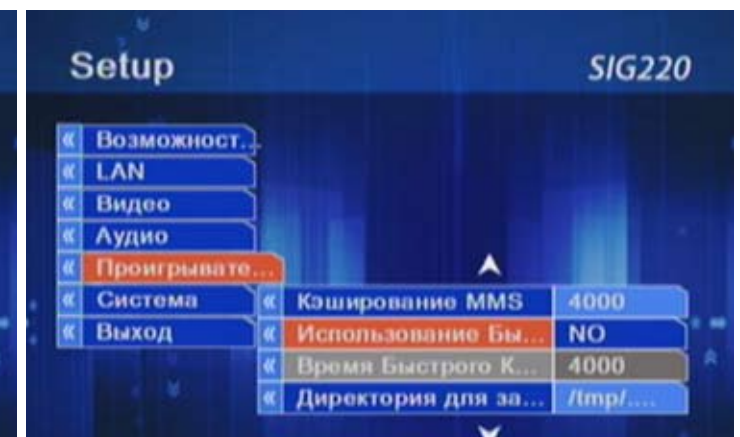 Setup SIG220
« Возможност...
« LAN
« Видео
« Аудио
« Проигрывате...
« Система
« Выход
« Кэширование MMS 4000
« Использование Бы... NO
« Время Быстрого К... 4000
« Директория для за... /tmp/....